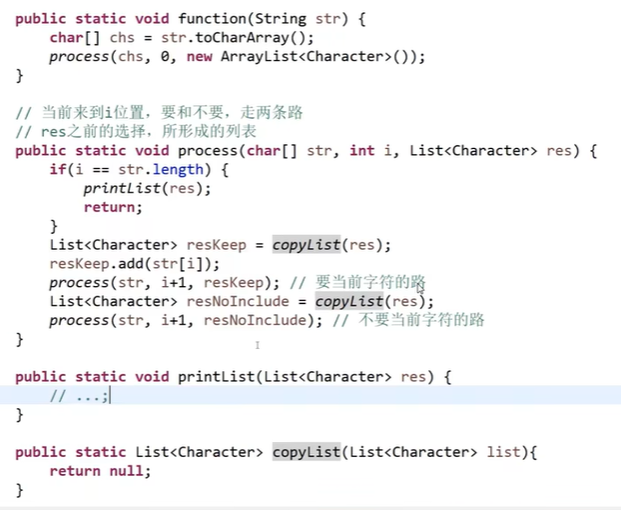 public static void function(String str) {
    char[] chs = str.toCharArray();
    process(chs, 0, new ArrayList<Character>());
}

// 当前来到i位置，要和不要，走两条路
// res之前的选择，所形成的列表
public static void process(char[] str, int i, List<Character> res) {
    if(i == str.length) {
        printList(res);
        return;
    }
    List<Character> resKeep = copyList(res);
    resKeep.add(str[i]);
    process(str, i+1, resKeep); // 要当前字符的路
    List<Character> resNoInclude = copyList(res);
    process(str, i+1, resNoInclude); // 不要当前字符的路
}

public static void printList(List<Character> res) {
    // ...;
}

public static List<Character> copyList(List<Character> list){
    return null;
}